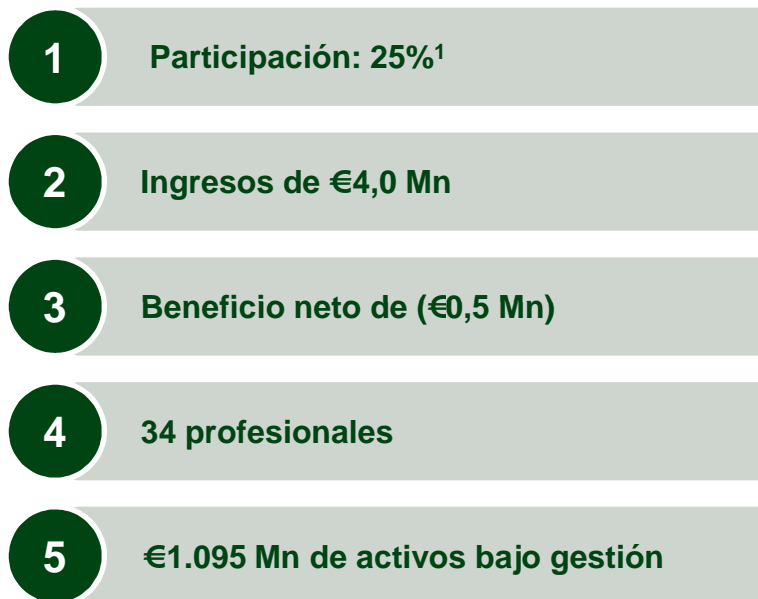 1 Participación: 25%¹
2 Ingresos de €4,0 Mn
3 Beneficio neto de (€0,5 Mn)
4 34 profesionales
5 €1.095 Mn de activos bajo gestión